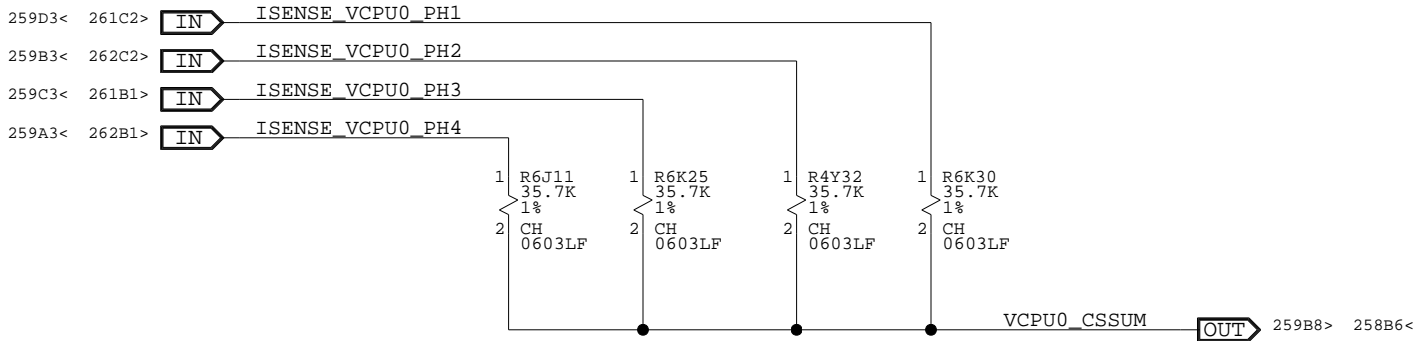 259D3< 261C2> IN ISENSE_VCPU0_PH1
259B3< 262C2> IN ISENSE_VCPU0_PH2
259C3< 261B1> IN ISENSE_VCPU0_PH3
259A3< 262B1> IN ISENSE_VCPU0_PH4
1 R6J11 1 R6K25 1 R4Y32 1 R6K30
35.7K 35.7K 35.7K 35.7K
1% 1% 1% 1%
2 CH 2 CH 2 CH 2 CH
0603LF 0603LF 0603LF 0603LF
VCPU0_CSSUM OUT 259B8> 258B6<